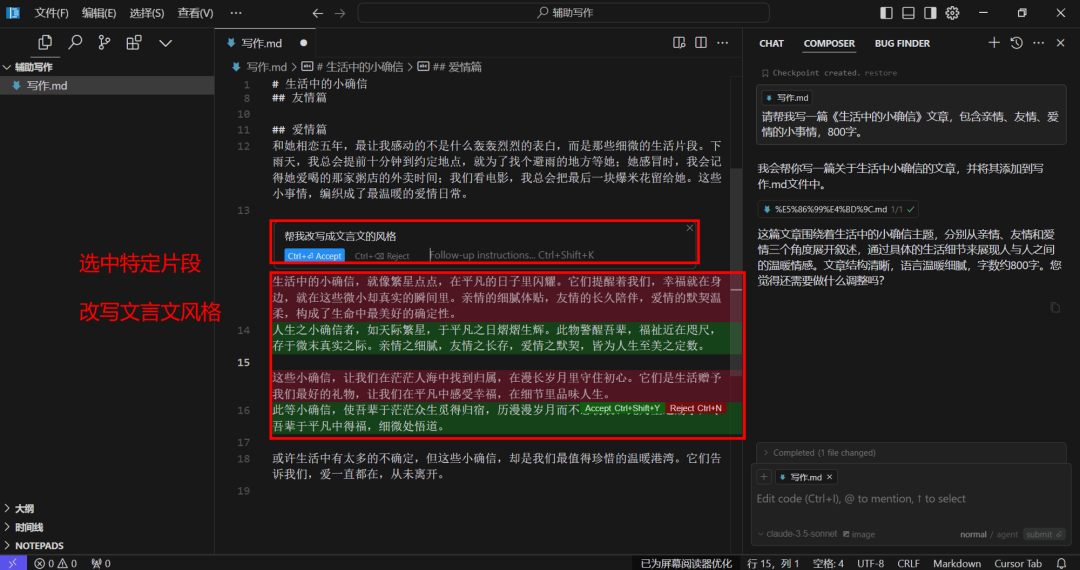 文件(F) 编辑(E) 选择(S) 查看(V) ···
辅助写作
辅助写作
写作.md
大纲
时间线
NOTEPADS
选中特定片段
改写文言文风格
写作.md
写作.md > # 生活中的小确信 > ## 爱情篇
1 # 生活中的小确信
8 ## 友情篇
10
11 ## 爱情篇
12 和她相恋五年，最让我感动的不是什么轰轰烈烈的表白，而是那些细微的生活片段。下
雨天，我总会提前十分钟到约定地点，就为了找个避雨的地方等她；她感冒时，我会记
得她爱喝的那家粥店的外卖时间；我们看电影，我总会把最后一块爆米花留给她。这些
小事情，编织成了最温暖的爱情日常。
13
帮我改写成文言文的风格
Ctrl+⏎ Accept Ctrl+⌫ Reject Follow-up instructions... Ctrl+Shift+K
生活中的小确信，就像繁星点点，在平凡的日子里闪耀。它们提醒着我们，幸福就在身
边，就在这些微小却真实的瞬间里。亲情的细腻体贴，友情的长久陪伴，爱情的默契温
柔，构成了生命中最美好的确定性。
14 人生之小确信者，如天际繁星，于平凡之日熠熠生辉。此物警醒吾辈，福祉近在咫尺，
存于微末真实之际。亲情之细腻，友情之长存，爱情之默契，皆为人生至美之定数。
15
这些小确信，让我们在茫茫人海中找到归属，在漫长岁月里守住初心。它们是生活赠予
我们最好的礼物，让我们在平凡中感受幸福，在细节里品味人生。
16 此等小确信，使吾辈于茫茫众生觅得归宿，历漫漫岁月而不
Accept Ctrl+Shift+Y Reject Ctrl+N
吾辈于平凡中得福，细微处悟道。
17
18 或许生活中有太多的不确定，但这些小确信，却是我们最值得珍惜的温暖港湾。它们告
诉我们，爱一直都在，从未离开。
19
CHAT COMPOSER BUG FINDER
Checkpoint created. restore
写作.md
请帮我写一篇《生活中的小确信》文章，包含亲情、友情、爱
情的小事情，800字。
我会帮你写一篇关于生活中小确信的文章，并将其添加到写
作.md文件中。
%E5%86%99%E4%BD%9C.md 1/1 ✓
这篇文章围绕着生活中的小确信主题，分别从亲情、友情和爱
情三个角度展开叙述，通过具体的生活细节来展现人与人之间
的温暖情感。文章结构清晰，语言温暖细腻，字数约800字。您
觉得还需要做什么调整吗？
Completed (1 file changed)
+ 写作.md ×
Edit code (Ctrl+I), @ to mention, ↑ to select
claude-3.5-sonnet image normal / agent submit ⏎
0 0 0 已为屏幕阅读器优化 行 15，列 1 空格: 4 UTF-8 CRLF Markdown Cursor Tab